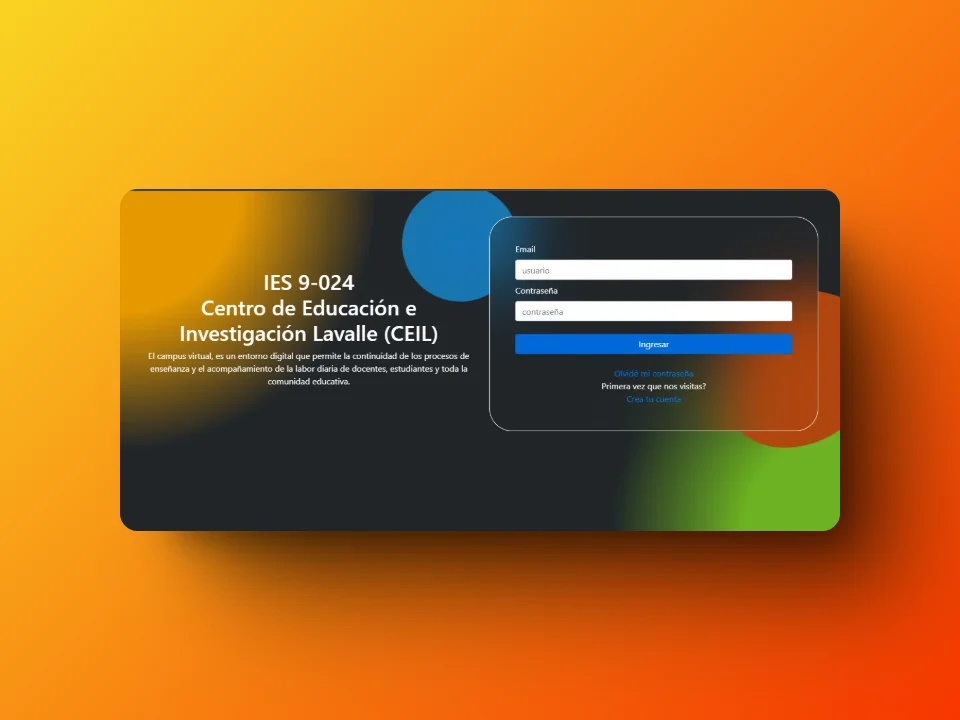 IES 9-024
Centro de Educación e
Investigación Lavalle (CEIL)
El campus virtual, es un entorno digital que permite la continuidad de los procesos de
enseñanza y el acompañamiento de la labor diaria de docentes, estudiantes y toda la
comunidad educativa.
Email
usuario
Contraseña
contraseña
Ingresar
Olvidé mi contraseña
Primera vez que nos visitas?
Crea tu cuenta